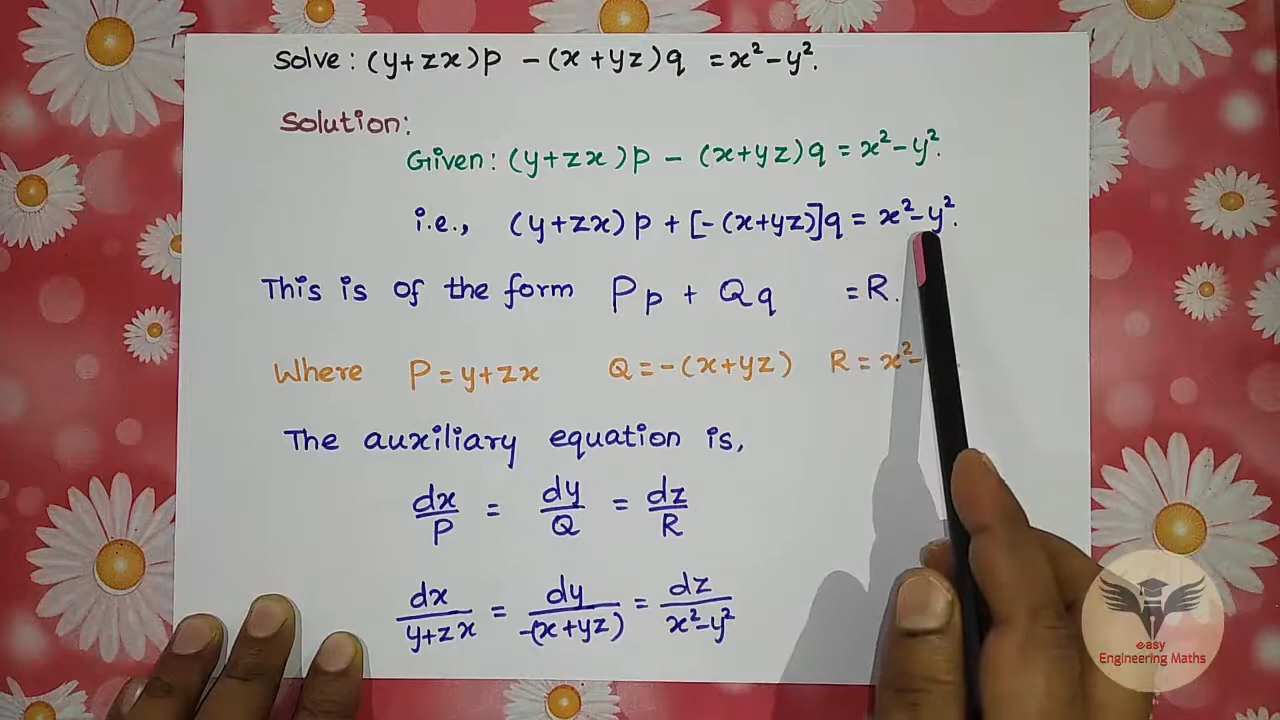 Solve: (y+zx)p -(x+yz)q = x²-y².
Solution:
Given: (y+zx)p - (x+yz)q = x²-y².
i.e., (y+zx)p + [-(x+yz)]q = x²-y².
This is of the form Pp + Qq = R.
Where P = y+zx Q = -(x+yz) R = x²-
The auxiliary equation is,
dx/P = dy/Q = dz/R
dx/y+zx = dy/-(x+yz) = dz/x²-y²
easy
Engineering Maths